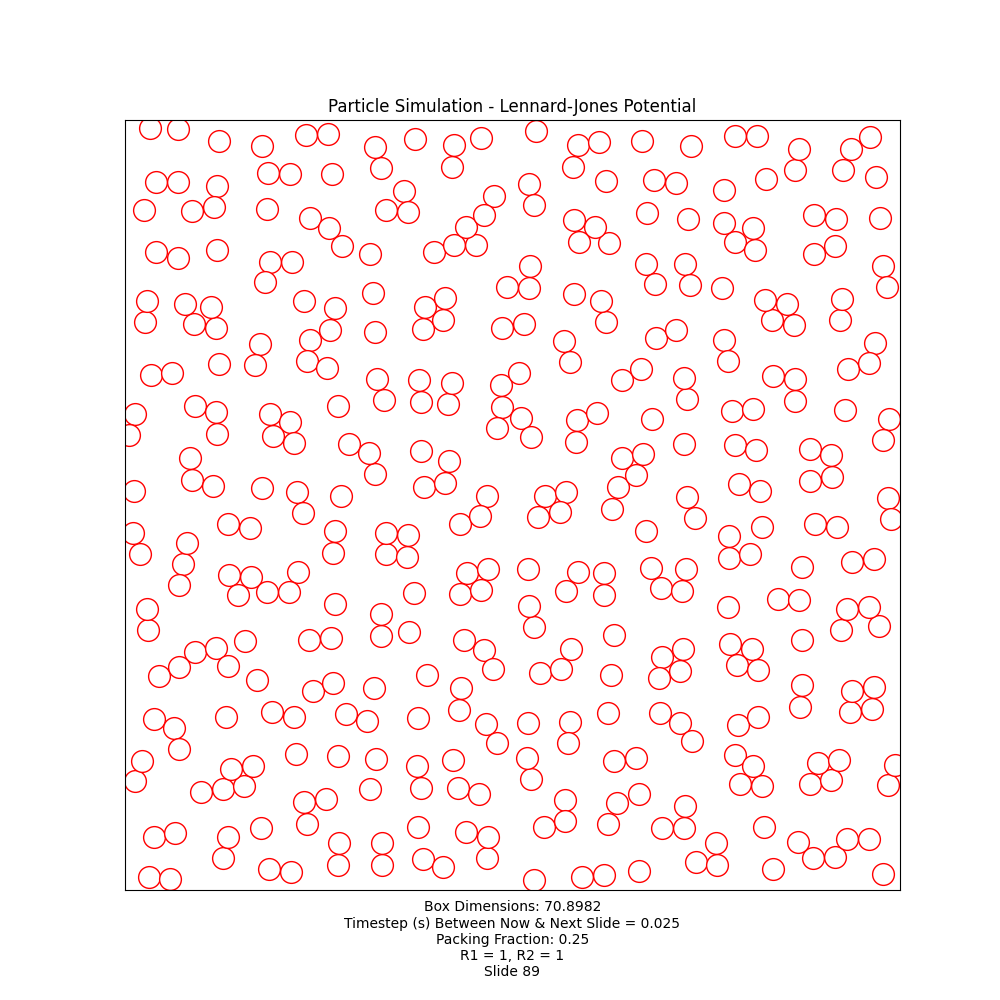 Particle Simulation - Lennard-Jones Potential
Box Dimensions: 70.8982
Timestep (s) Between Now & Next Slide = 0.025
Packing Fraction: 0.25
R1 = 1, R2 = 1
Slide 89